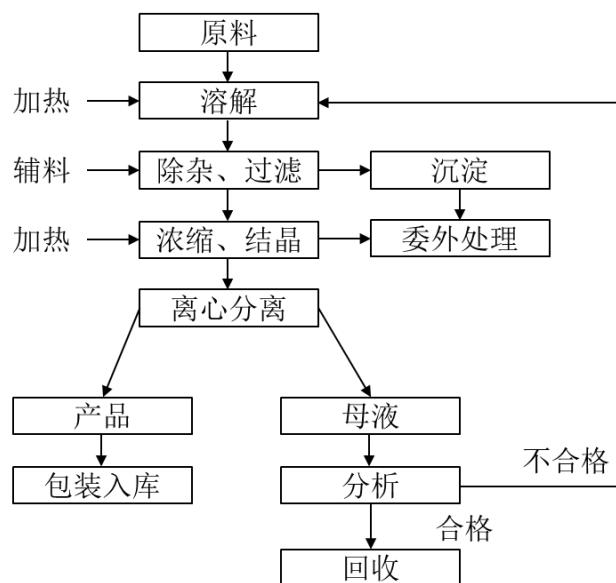 原料
加热
溶解
辅料
除杂、过滤
沉淀
加热
浓缩、结晶
委外处理
离心分离
产品
母液
包装入库
分析
不合格
合格
回收